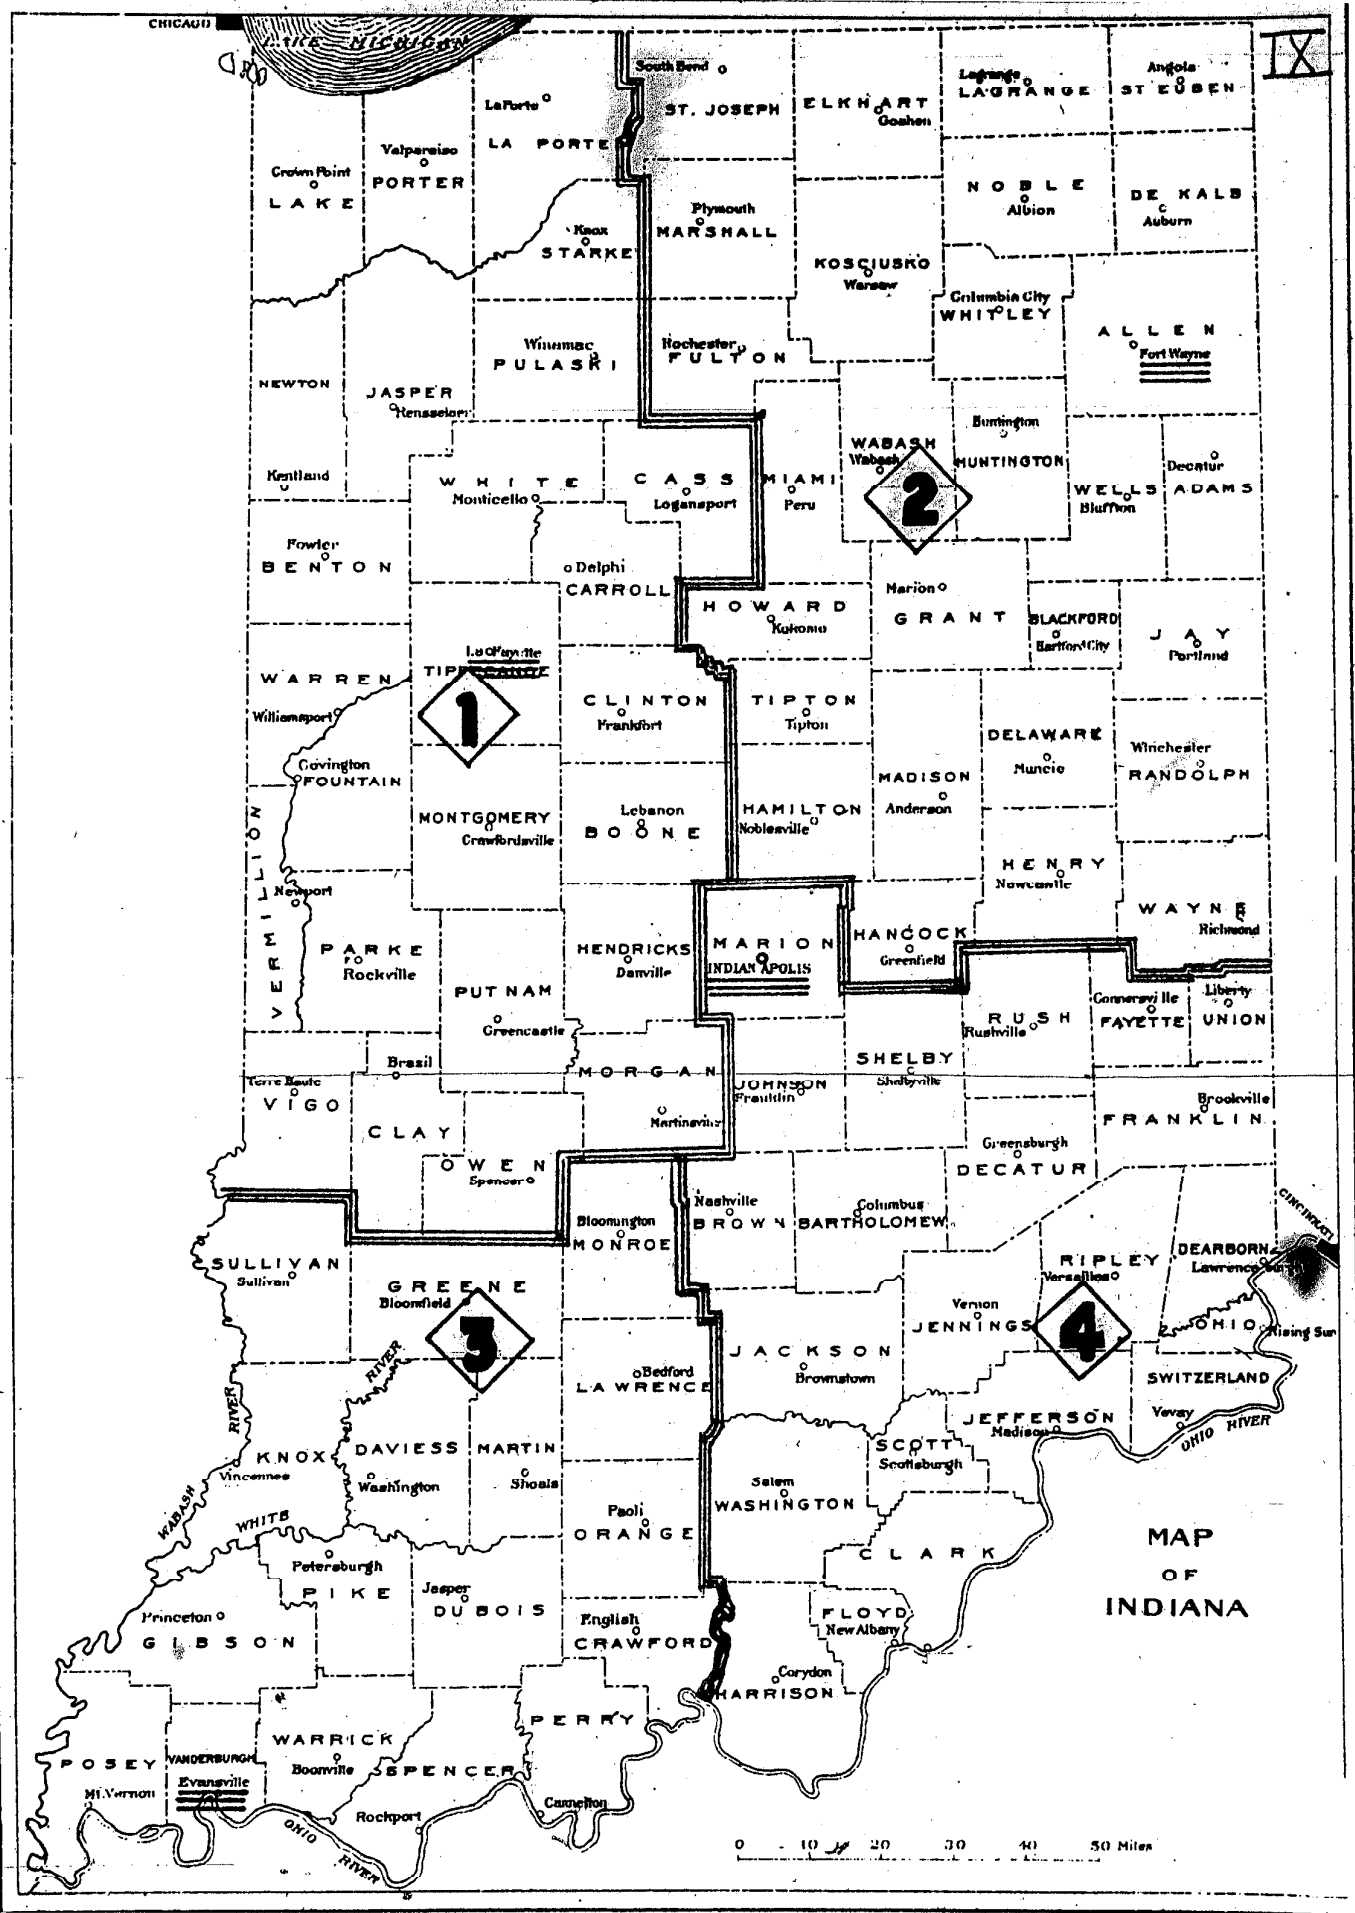 CHICAGO
LAKE MICHIGAN
IX
South Bend
ST. JOSEPH
ELKHART
Goshen
Lagrange
LAGRANGE
Angola
STEUBEN
LaPorte
LA PORTE
Valparaiso
PORTER
Crown Point
LAKE
Knox
STARKE
Plymouth
MARSHALL
KOSCIUSKO
Warsaw
NOBLE
Albion
DE KALB
Auburn
Columbia City
WHITLEY
ALLEN
Fort Wayne
Winamac
PULASKI
Rochester
FULTON
NEWTON
Kentland
JASPER
Rensselaer
WHITE
Monticello
CASS
Logansport
MIAMI
Peru
WABASH
Wabash
2
Huntington
HUNTINGTON
WELLS
Bluffton
Decatur
ADAMS
Fowler
BENTON
Delphi
CARROLL
HOWARD
Kokomo
Marion
GRANT
BLACKFORD
Hartford City
JAY
Portland
WARREN
Williamsport
LaFayette
TIPPECANOE
1
CLINTON
Frankfort
TIPTON
Tipton
MADISON
Anderson
DELAWARE
Muncie
Winchester
RANDOLPH
Covington
FOUNTAIN
MONTGOMERY
Crawfordsville
Lebanon
BOONE
HAMILTON
Noblesville
HENRY
Newcastle
WAYNE
Richmond
VERMILLION
Newport
PARKE
Rockville
PUTNAM
Greencastle
HENDRICKS
Danville
MARION
INDIANAPOLIS
HANCOCK
Greenfield
RUSH
Rushville
Connersville
FAYETTE
Liberty
UNION
Terre Haute
VIGO
Brazil
CLAY
OWEN
Spencer
MORGAN
Martinsville
JOHNSON
Franklin
SHELBY
Shelbyville
Greensburgh
DECATUR
Brookville
FRANKLIN
SULLIVAN
Sullivan
GREENE
Bloomfield
3
Bloomington
MONROE
Nashville
BROWN
Columbus
BARTHOLOMEW
Vernon
JENNINGS
RIPLEY
Versailles
4
DEARBORN
Lawrenceburgh
CINCINNATI
OHIO
Rising Sun
SWITZERLAND
Vevay
OHIO RIVER
RIVER
Bedford
LAWRENCE
JACKSON
Brownstown
JEFFERSON
Madison
SCOTT
Scottsburgh
WABASH RIVER
KNOX
Vincennes
DAVIESS
Washington
MARTIN
Shoals
WHITE
Paoli
ORANGE
Salem
WASHINGTON
CLARK
MAP
OF
INDIANA
Petersburgh
PIKE
Jasper
DUBOIS
English
CRAWFORD
FLOYD
New Albany
Corydon
HARRISON
Princeton
GIBSON
POSEY
Mt. Vernon
VANDERBURGH
Evansville
WARRICK
Boonville
SPENCER
Rockport
PERRY
Cannelton
OHIO RIVER
0 10 20 30 40 50 Miles